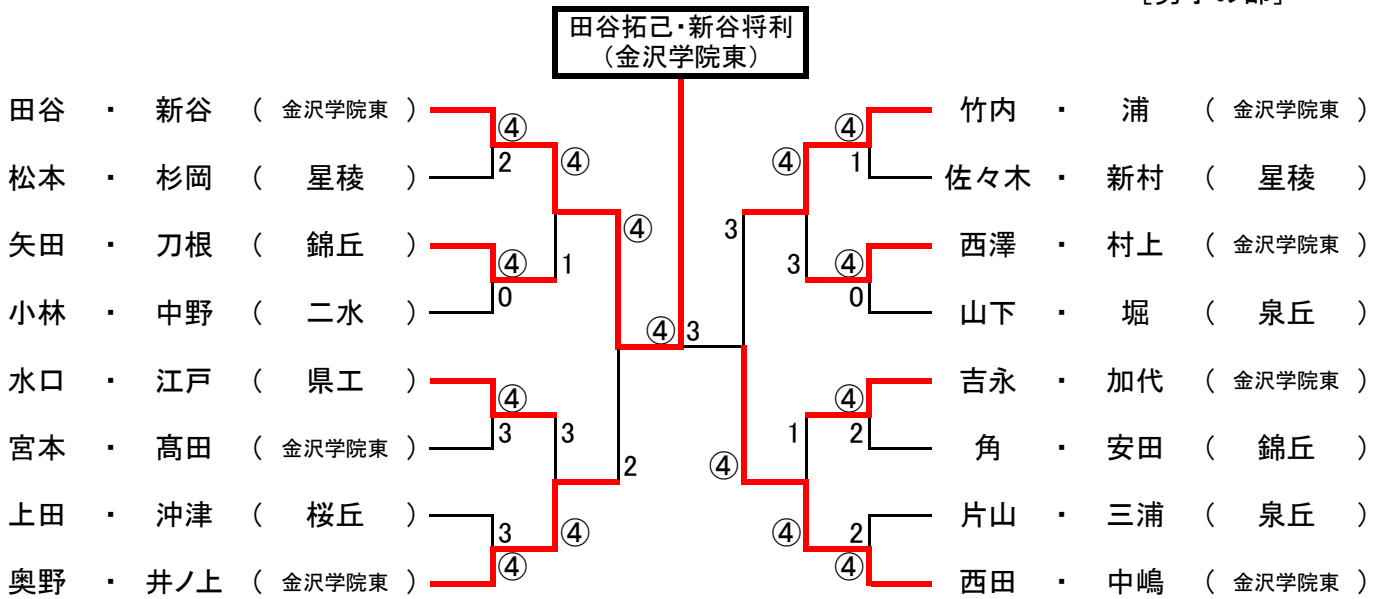 ［男子の部］
田谷拓己・新谷将利
（金沢学院東）
田谷 ・ 新谷 （ 金沢学院東 ）
④
2
松本 ・ 杉岡 （ 星稜 ）
④
矢田 ・ 刀根 （ 錦丘 ）
④
0
1
小林 ・ 中野 （ 二水 ）
④
水口 ・ 江戸 （ 県工 ）
④
3
3
宮本 ・ 髙田 （ 金沢学院東 ）
2
上田 ・ 沖津 （ 桜丘 ）
3
④
④
奥野 ・ 井ノ上 （ 金沢学院東 ）
④ 3
竹内 ・ 浦 （ 金沢学院東 ）
④
1
④
佐々木 ・ 新村 （ 星稜 ）
3
西澤 ・ 村上 （ 金沢学院東 ）
3
④
0
山下 ・ 堀 （ 泉丘 ）
吉永 ・ 加代 （ 金沢学院東 ）
④
2
1
角 ・ 安田 （ 錦丘 ）
④
片山 ・ 三浦 （ 泉丘 ）
2
④
④
西田 ・ 中嶋 （ 金沢学院東 ）